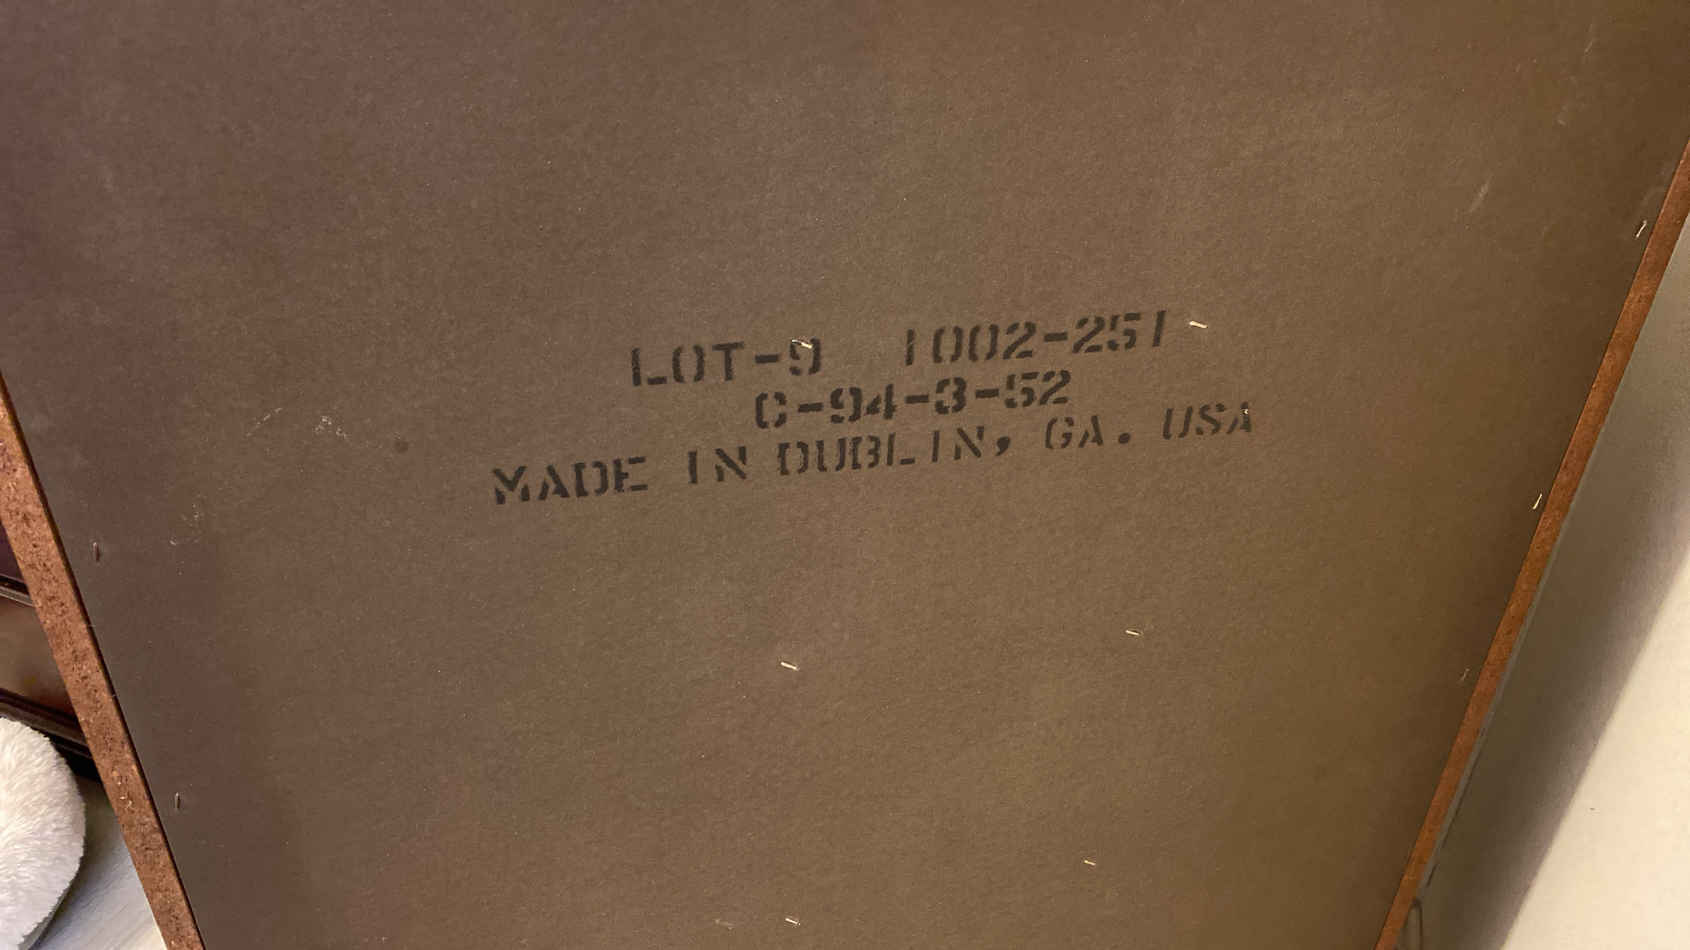 LOT-9 1002-251
C-94-3-52
MADE IN DUBLIN, GA. USA